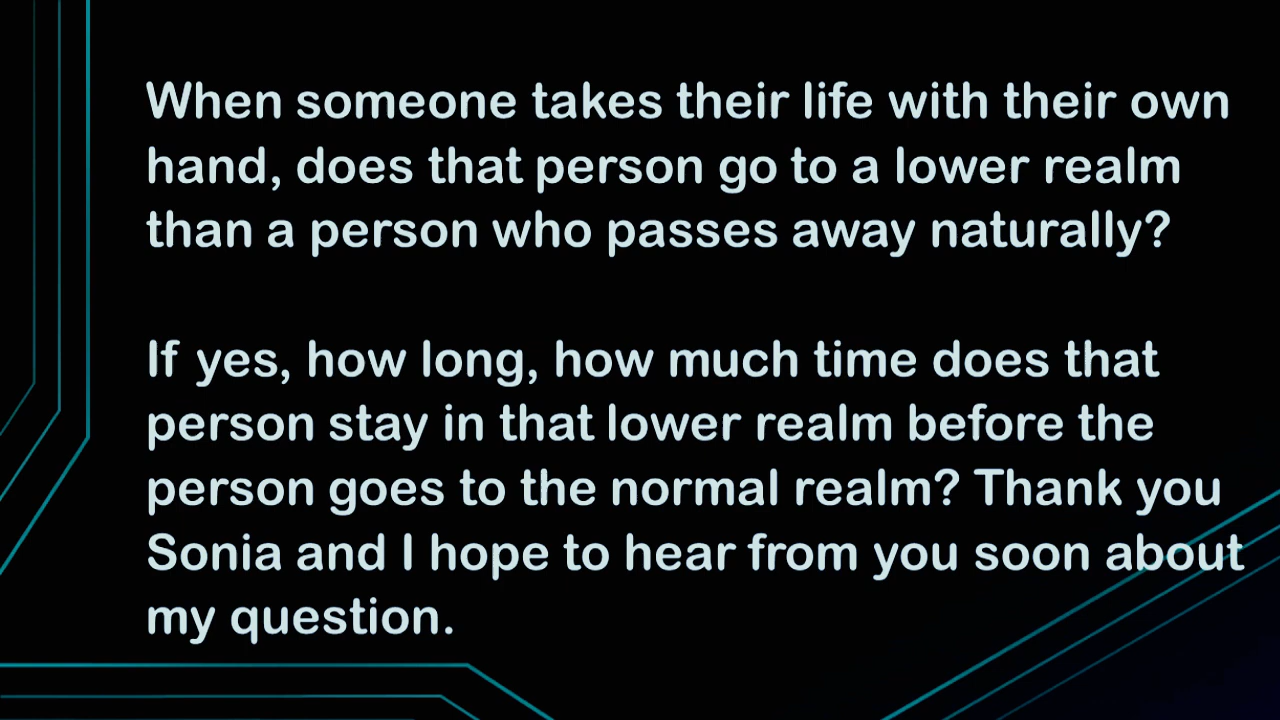 When someone takes their life with their own
hand, does that person go to a lower realm
than a person who passes away naturally?
If yes, how long, how much time does that
person stay in that lower realm before the
person goes to the normal realm? Thank you
Sonia and I hope to hear from you soon about
my question.